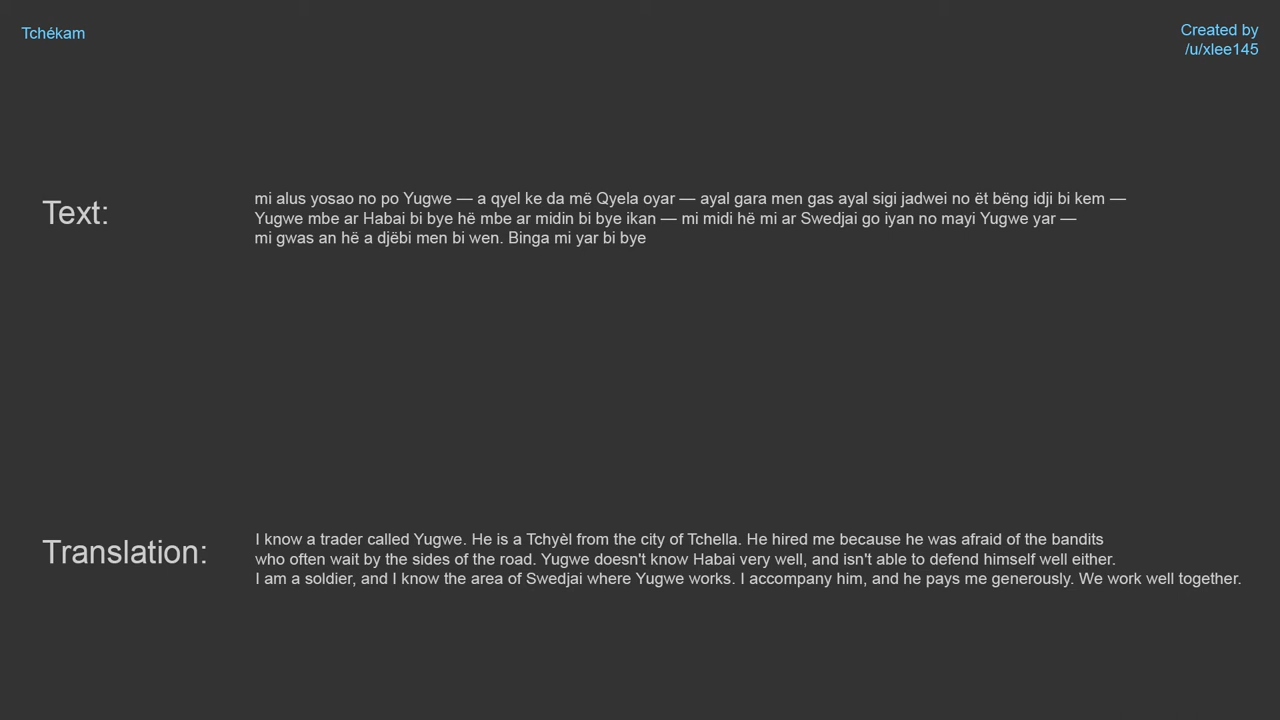 Tchékam
Created by
/u/xlee145
Text:
mi alus yosao no po Yugwe — a qyel ke da më Qyela oyar — ayal gara men gas ayal sigi jadwei no ët bëng idji bi kem —
Yugwe mbe ar Habai bi bye hë mbe ar midin bi bye ikan — mi midi hë mi ar Swedjai go iyan no mayi Yugwe yar —
mi gwas an hë a djëbi men bi wen. Binga mi yar bi bye
Translation:
I know a trader called Yugwe. He is a Tchyèl from the city of Tchella. He hired me because he was afraid of the bandits
who often wait by the sides of the road. Yugwe doesn't know Habai very well, and isn't able to defend himself well either.
I am a soldier, and I know the area of Swedjai where Yugwe works. I accompany him, and he pays me generously. We work well together.